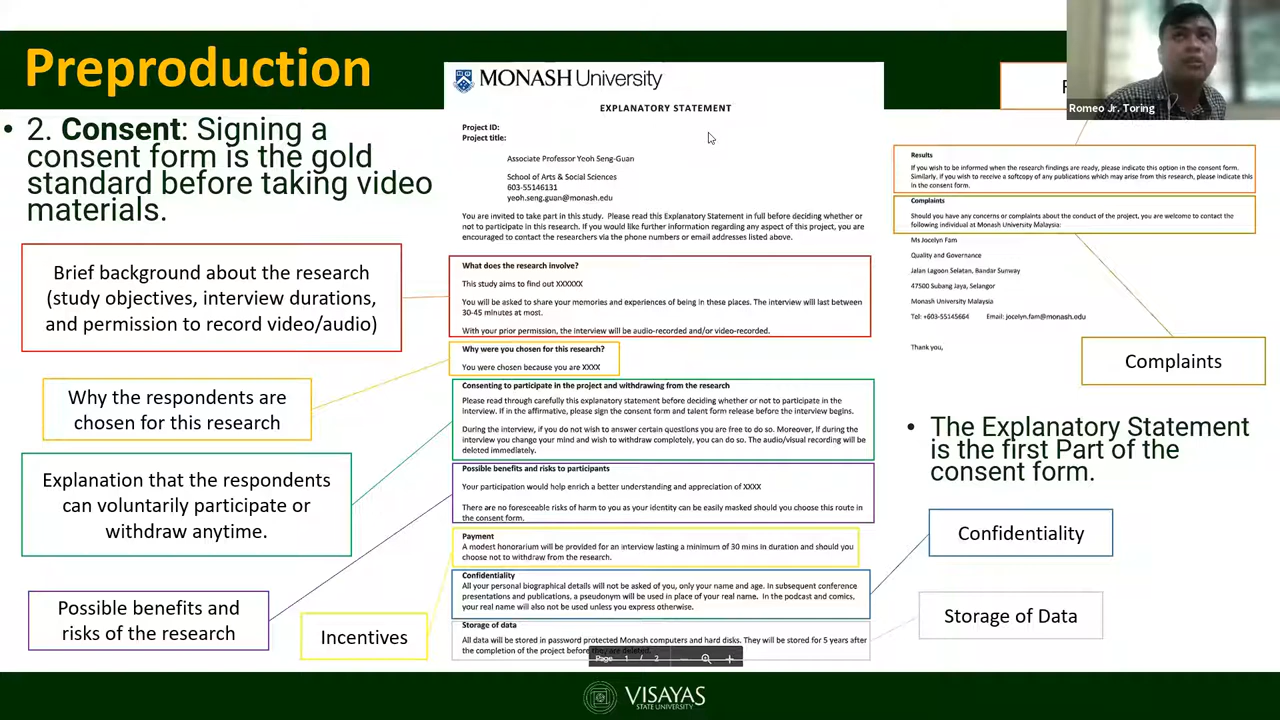 Preproduction
• 2. Consent: Signing a
consent form is the gold
standard before taking video
materials.
Brief background about the research
(study objectives, interview durations,
and permission to record video/audio)
Why the respondents are
chosen for this research
Explanation that the respondents
can voluntarily participate or
withdraw anytime.
Possible benefits and
risks of the research
Incentives
MONASH University
EXPLANATORY STATEMENT
Project ID:
Project title:
Associate Professor Yeoh Seng-Guan
School of Arts & Social Sciences
603-55146131
yeoh.seng.guan@monash.edu
You are invited to take part in this study. Please read this Explanatory Statement in full before deciding whether or
not to participate in this research. If you would like further information regarding any aspect of this project, you are
encouraged to contact the researchers via the phone numbers or email addresses listed above.
What does the research involve?
This study aims to find out XXXXXX
You will be asked to share your memories and experiences of being in these places. The interview will last between
30-45 minutes at most.
With your prior permission, the interview will be audio-recorded and/or video-recorded.
Why were you chosen for this research?
You were chosen because you are XXXX
Consenting to participate in the project and withdrawing from the research
Please read through carefully this explanatory statement before deciding whether or not to participate in the
interview. If in the affirmative, please sign the consent form and talent form release before the interview begins.
During the interview, if you do not wish to answer certain questions you are free to do so. Moreover, if during the
interview you change your mind and wish to withdraw completely, you can do so. The audio/visual recording will be
deleted immediately.
Possible benefits and risks to participants
Your participation would help enrich a better understanding and appreciation of XXXX
There are no foreseeable risks of harm to you as your identity can be easily masked should you choose this route in
the consent form.
Payment
A modest honorarium will be provided for an interview lasting a minimum of 30 mins in duration and should you
choose not to withdraw from the research.
Confidentiality
All your personal biographical details will not be asked of you, only your name and age. In subsequent conference
presentations and publications, a pseudonym will be used in place of your real name. In the podcast and comics,
your real name will also not be used unless you express otherwise.
Storage of data
All data will be stored in password protected Monash computers and hard disks. They will be stored for 5 years after
the completion of the project before they are deleted.
Page 1 / 2
Romeo Jr. Toring
Results
If you wish to be informed when the research findings are ready, please indicate this option in the consent form.
Similarly, if you wish to receive a softcopy of any publications which may arise from this research, please indicate this
in the consent form.
Complaints
Should you have any concerns or complaints about the conduct of the project, you are welcome to contact the
following individual at Monash University Malaysia:
Ms Jocelyn Fam
Quality and Governance
Jalan Lagoon Selatan, Bandar Sunway
47500 Subang Jaya, Selangor
Monash University Malaysia
Tel: +603-55145664 Email: jocelyn.fam@monash.edu
Thank you,
Complaints
• The Explanatory Statement
is the first Part of the
consent form.
Confidentiality
Storage of Data
VISAYAS
STATE UNIVERSITY